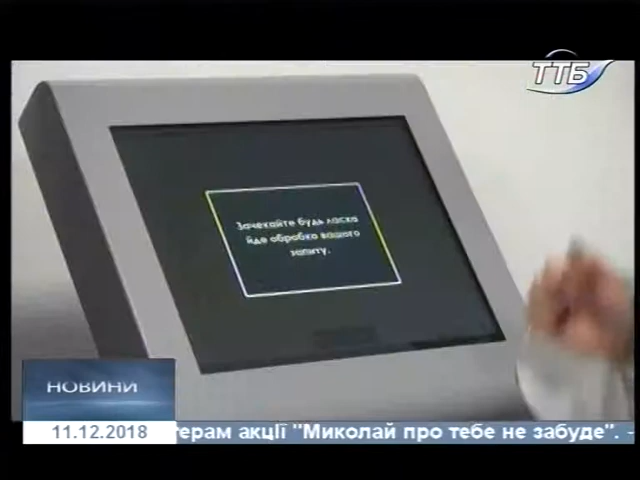 ТТБ
Зачекайте будь ласка
йде обробка вашого
запиту.
НОВИНИ
11.12.2018
терам акції "Миколай про тебе не забуде". -